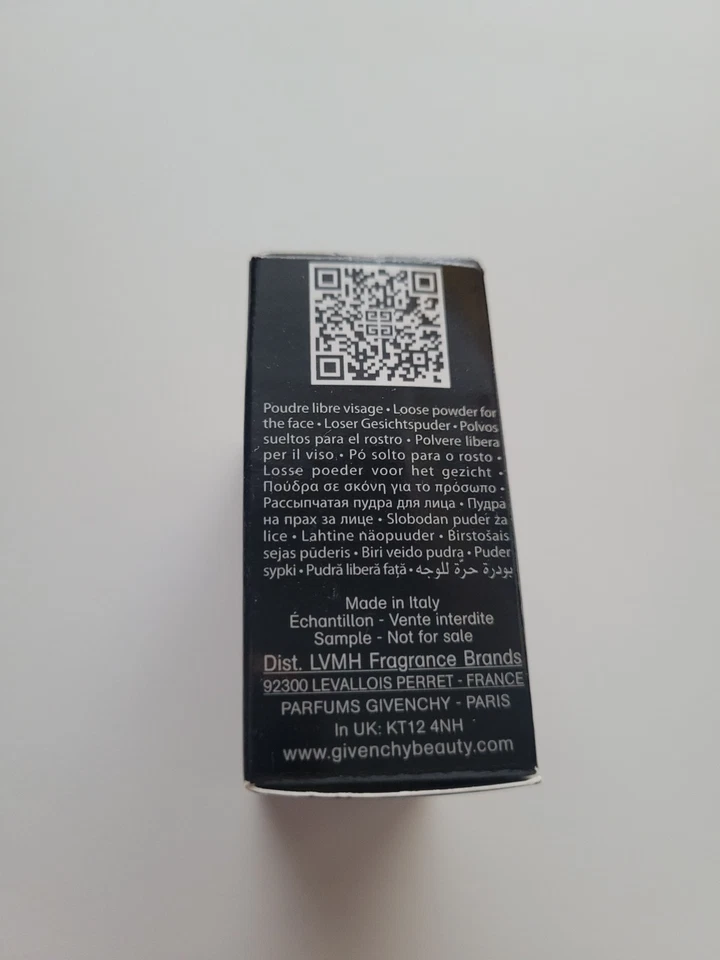 Poudre libre visage • Loose powder for
the face • Loser Gesichtspuder • Polvos
sueltos para el rostro • Polvere libera
per il viso • Pó solto para o rosto •
Losse poeder voor het gezicht •
Πούδρα σε σκόνη για το πρόσωπο •
Рассыпчатая пудра для лица • Пудра
на прах за лице • Slobodan puder za
lice • Lahtine näopuuder • Birstošais
sejas pūderis • Biri veido pudra • Puder
sypki • Pudră liberă față • بودرة حرّة للوجه
Made in Italy
Échantillon - Vente interdite
Sample - Not for sale
Dist. LVMH Fragrance Brands
92300 LEVALLOIS PERRET - FRANCE
PARFUMS GIVENCHY - PARIS
In UK: KT12 4NH
www.givenchybeauty.com